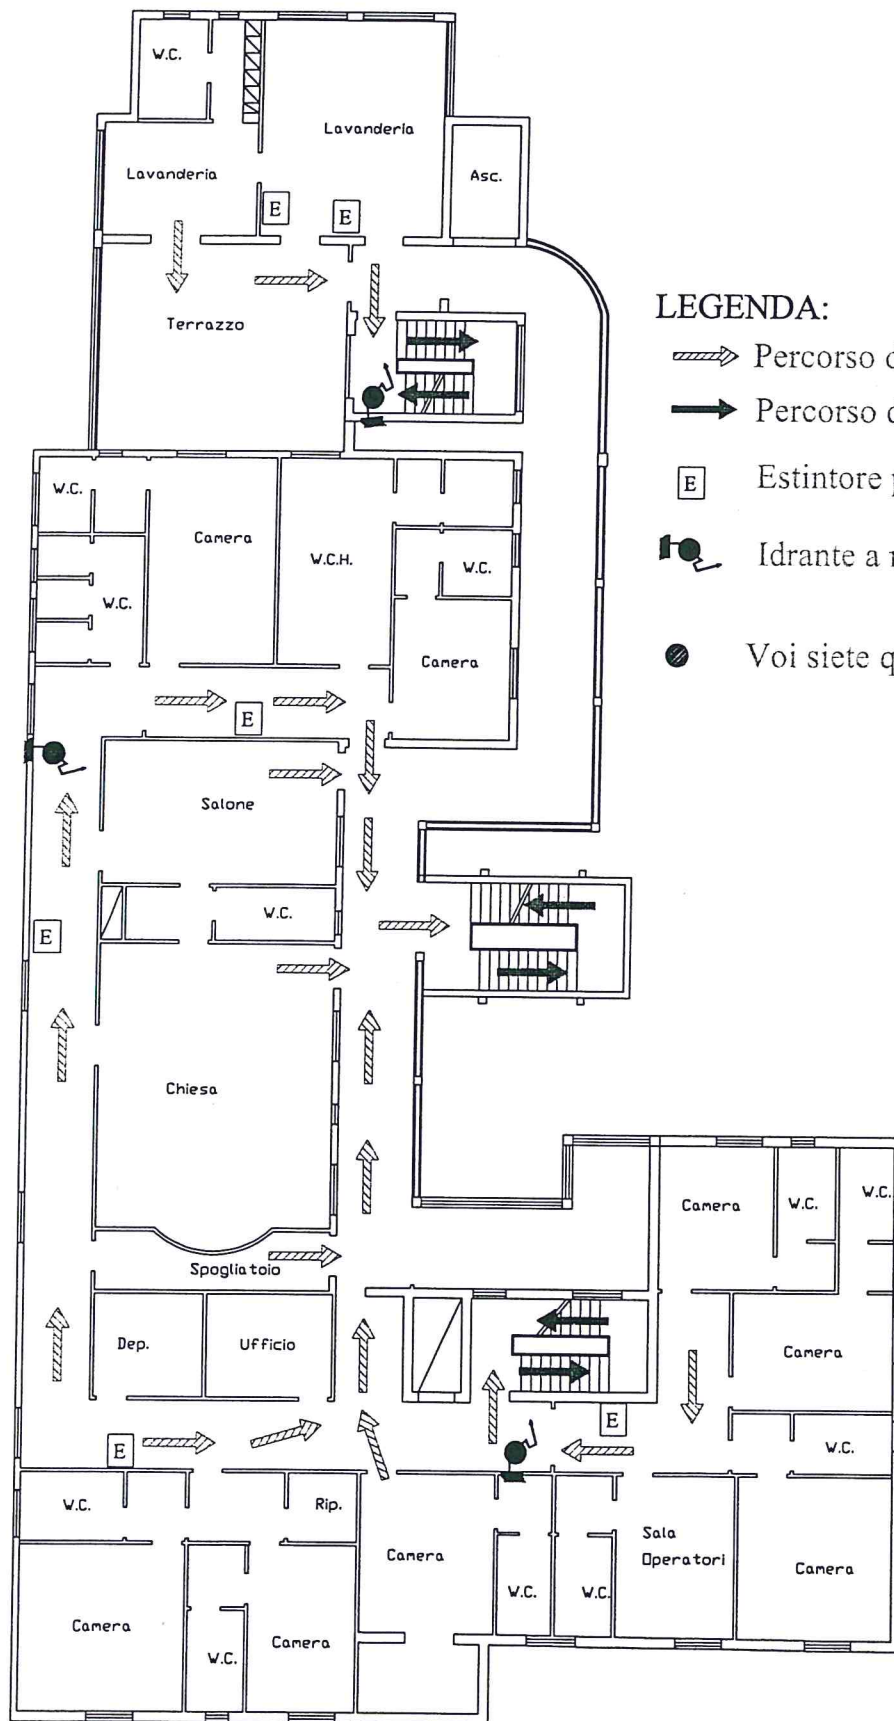 W.C.
Lavanderia
Lavanderia
Asc.
E
E
Terrazzo
LEGENDA:
Percorso
Percorso
E Estintore
Idrante a
Voi siete
W.C.
Camera
W.C.H.
W.C.
W.C.
Camera
E
Salone
W.C.
E
Chiesa
Spogliatoio
Camera
W.C.
W.C.
Dep.
Ufficio
Camera
E
E
W.C.
W.C.
Rip.
Camera
Sala
Operatori
Camera
W.C.
W.C.
Camera
W.C.
Camera